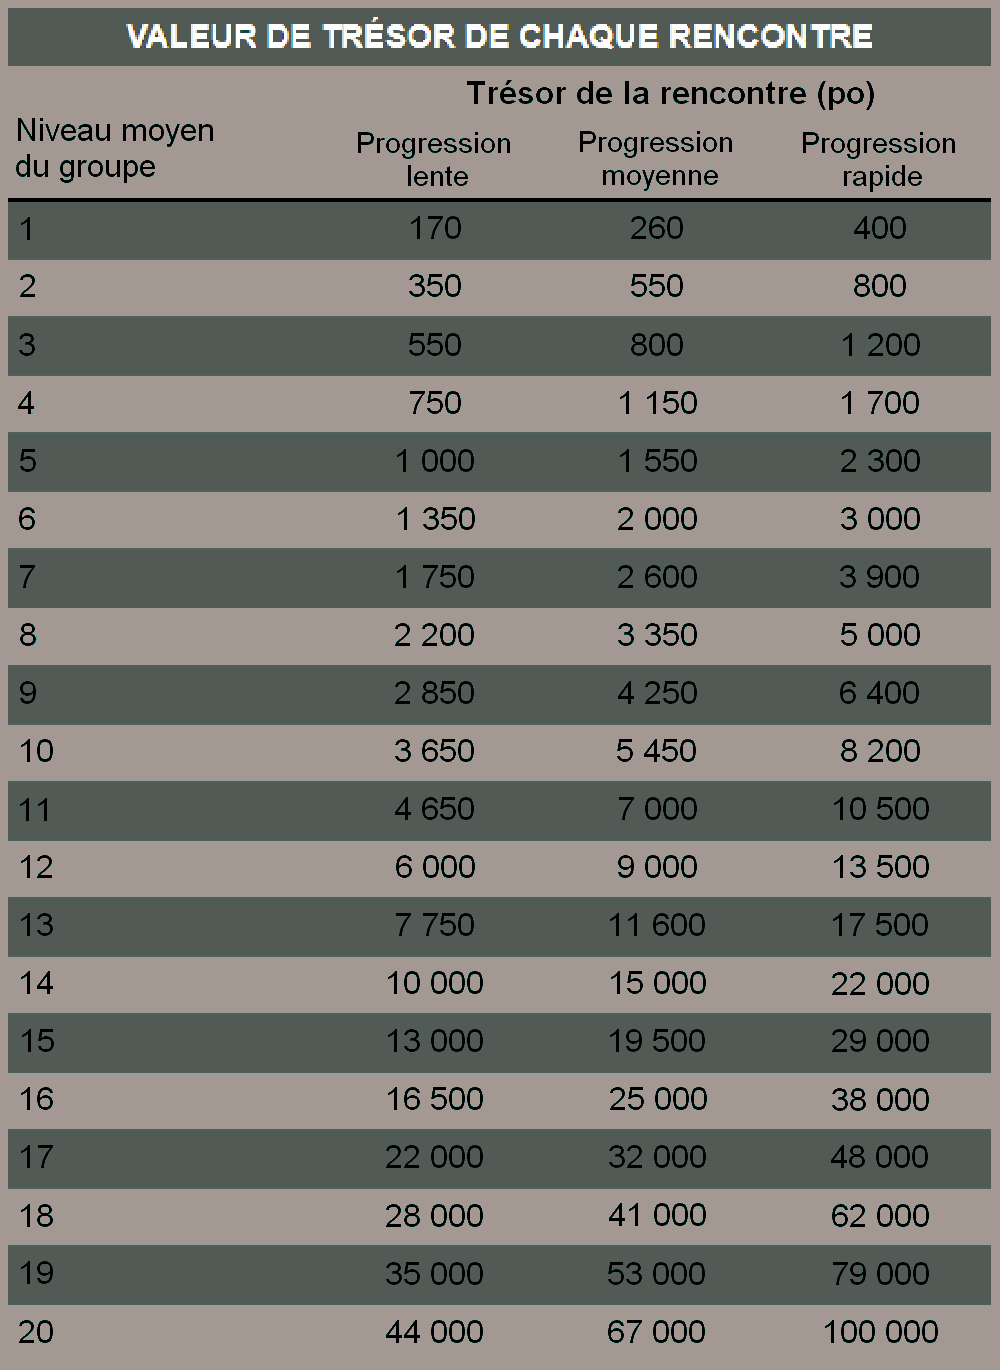 VALEUR DE TRÉSOR DE CHAQUE RENCONTRE
Trésor de la rencontre (po)
Niveau moyen
du groupe
Progression
lente
Progression
moyenne
Progression
rapide
1 170 260 400
2 350 550 800
3 550 800 1 200
4 750 1 150 1 700
5 1 000 1 550 2 300
6 1 350 2 000 3 000
7 1 750 2 600 3 900
8 2 200 3 350 5 000
9 2 850 4 250 6 400
10 3 650 5 450 8 200
11 4 650 7 000 10 500
12 6 000 9 000 13 500
13 7 750 11 600 17 500
14 10 000 15 000 22 000
15 13 000 19 500 29 000
16 16 500 25 000 38 000
17 22 000 32 000 48 000
18 28 000 41 000 62 000
19 35 000 53 000 79 000
20 44 000 67 000 100 000